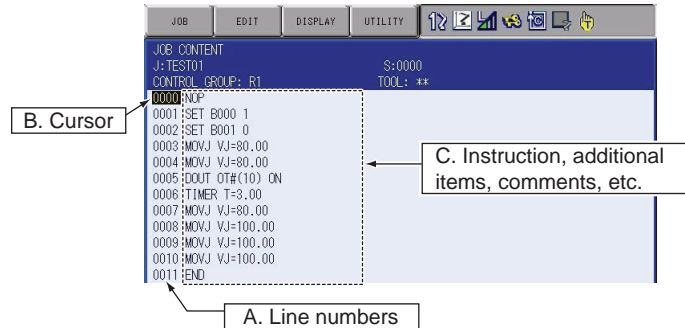 JOB EDIT DISPLAY UTILITY
JOB CONTENT
J:TEST01 S:0000
CONTROL GROUP: R1 TOOL: **
0000 NOP
0001 SET B000 1
0002 SET B001 0
0003 MOVJ VJ=80.00
0004 MOVJ VJ=80.00
0005 DOUT OT#(10) ON
0006 TIMER T=3.00
0007 MOVJ VJ=80.00
0008 MOVJ VJ=100.00
0009 MOVJ VJ=100.00
0010 MOVJ VJ=100.00
0011 END
B. Cursor
C. Instruction, additional
items, comments, etc.
A. Line numbers